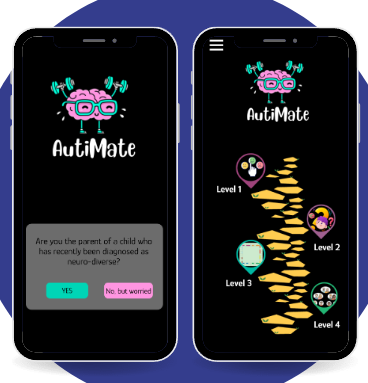 AutiMate
Are you the parent of a child who
has recently been diagnosed as
neuro-diverse?
YES
No, but worried
AutiMate
Level 1
Level 2
Level 3
Level 4